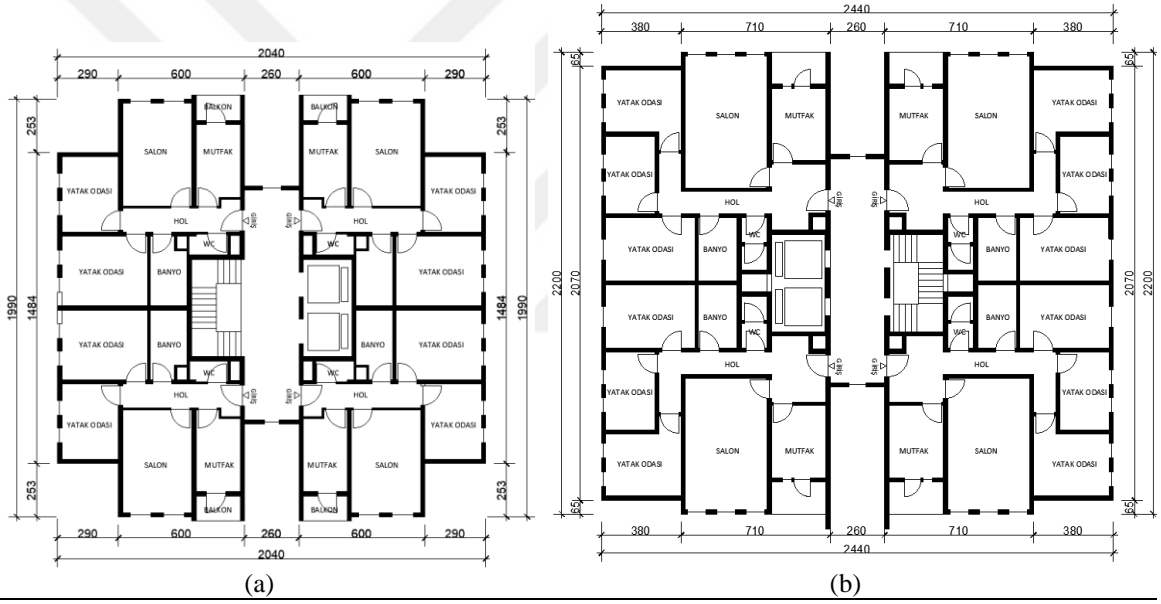 2040
290 600 260 600 290
BALKON BALKON
253 253
SALON MUTFAK MUTFAK SALON
YATAK ODASI YATAK ODASI
HOL GİRİŞ GİRİŞ HOL
WC WC
YATAK ODASI BANYO BANYO YATAK ODASI
1990 1484 1484 1990
YATAK ODASI BANYO BANYO YATAK ODASI
WC WC
HOL GİRİŞ GİRİŞ HOL
YATAK ODASI YATAK ODASI
SALON MUTFAK MUTFAK SALON
253 253
BALKON BALKON
290 600 260 600 290
2040
(a)
2440
380 710 260 710 380
65 65
YATAK ODASI YATAK ODASI
SALON MUTFAK MUTFAK SALON
YATAK ODASI YATAK ODASI
HOL GİRİŞ GİRİŞ HOL
WC WC
YATAK ODASI BANYO BANYO YATAK ODASI
2200 2070 2070 2200
YATAK ODASI BANYO BANYO YATAK ODASI
WC WC
HOL GİRİŞ GİRİŞ HOL
YATAK ODASI YATAK ODASI
SALON MUTFAK MUTFAK SALON
YATAK ODASI YATAK ODASI
65 65
380 710 260 710 380
2440
(b)